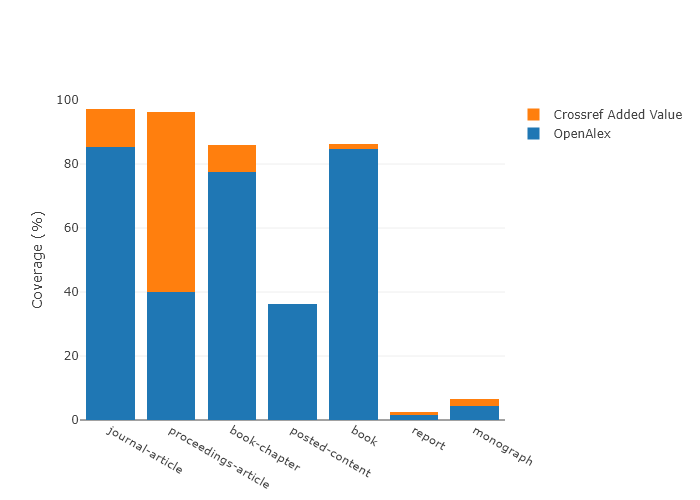 100
80
60
40
20
0
Coverage (%)
journal-article
proceedings-article
book-chapter
posted-content
book
report
monograph
Crossref Added Value
OpenAlex